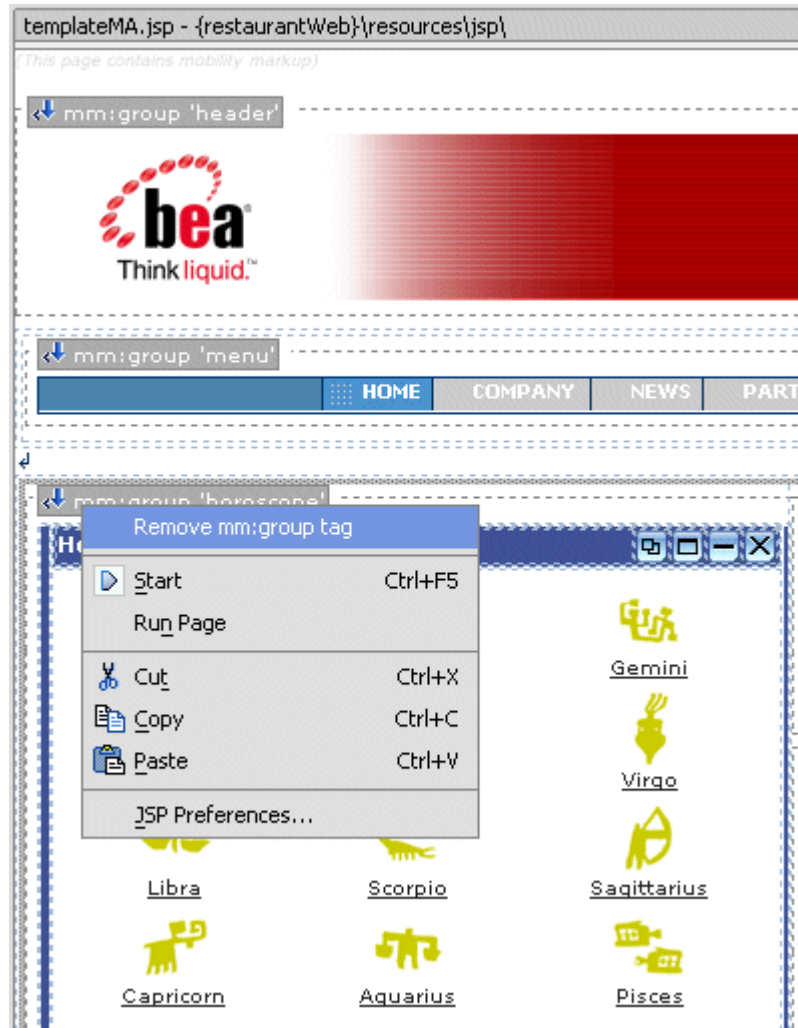 templateMA.jsp - {restaurantWeb}\resources\jsp\
(This page contains mobility markup)
mm:group 'header'
bea
Think liquid.™
mm:group 'menu'
HOME COMPANY NEWS PART
mm:group 'horoscope'
Remove mm:group tag
Start Ctrl+F5
Run Page
Gemini
Cut Ctrl+X
Copy Ctrl+C
Paste Ctrl+V
Virgo
JSP Preferences...
Libra Scorpio Sagittarius
Capricorn Aquarius Pisces